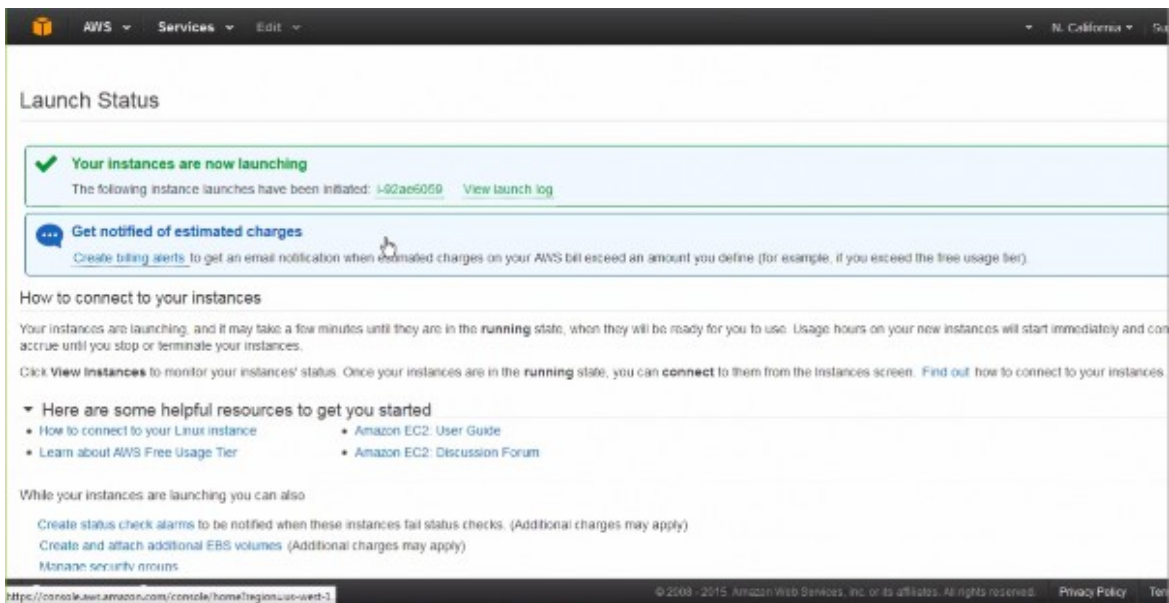 AWS Services Edit N. California
Launch Status
Your instances are now launching
The following instance launches have been initiated: i-92ae6059 View launch log
Get notified of estimated charges
Create billing alerts to get an email notification when estimated charges on your AWS bill exceed an amount you define (for example, if you exceed the free usage tier).
How to connect to your instances
Your instances are launching, and it may take a few minutes until they are in the running state, when they will be ready for you to use. Usage hours on your new instances will start immediately and
accrue until you stop or terminate your instances.
Click View Instances to monitor your instances' status. Once your instances are in the running state, you can connect to them from the Instances screen. Find out how to connect to your instances
Here are some helpful resources to get you started
• How to connect to your Linux instance • Amazon EC2: User Guide
• Learn about AWS Free Usage Tier • Amazon EC2: Discussion Forum
While your instances are launching you can also
Create status check alarms to be notified when these instances fail status checks. (Additional charges may apply)
Create and attach additional EBS volumes (Additional charges may apply)
Manage security groups
https://console.aws.amazon.com/console/home?region=us-west-1 © 2008 - 2015, Amazon Web Services, Inc. or its affiliates. All rights reserved. Privacy Policy